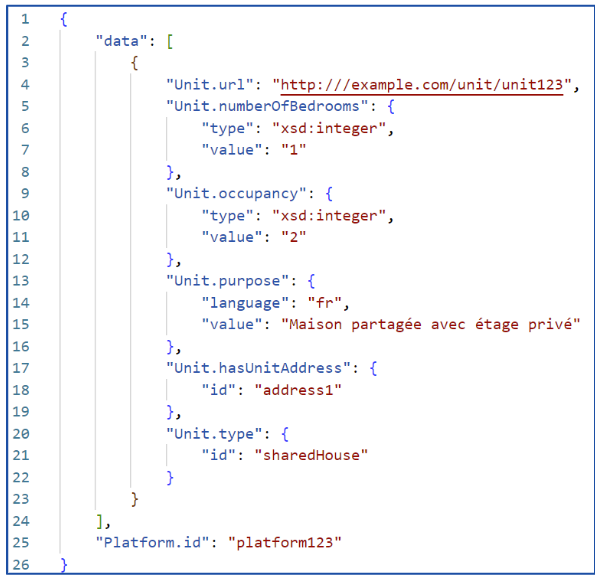 1 {
2 "data": [
3 {
4 "Unit.url": "http:///example.com/unit/unit123",
5 "Unit.numberOfBedrooms": {
6 "type": "xsd:integer",
7 "value": "1"
8 },
9 "Unit.occupancy": {
10 "type": "xsd:integer",
11 "value": "2"
12 },
13 "Unit.purpose": {
14 "language": "fr",
15 "value": "Maison partagée avec étage privé"
16 },
17 "Unit.hasUnitAddress": {
18 "id": "address1"
19 },
20 "Unit.type": {
21 "id": "sharedHouse"
22 }
23 }
24 ],
25 "Platform.id": "platform123"
26 }